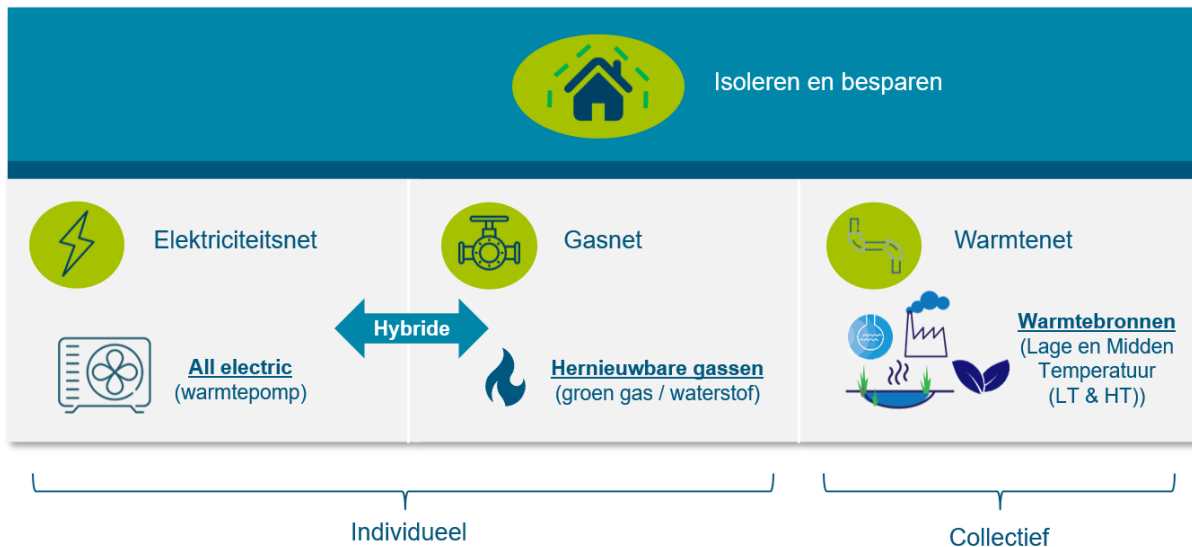 Isoleren en besparen
Elektriciteitsnet
Gasnet
Warmtenet
Hybride
All electric
(warmtepomp)
Hernieuwbare gassen
(groen gas / waterstof)
Warmtebronnen
(Lage en Midden
Temperatuur
(LT & HT))
Individueel
Collectief